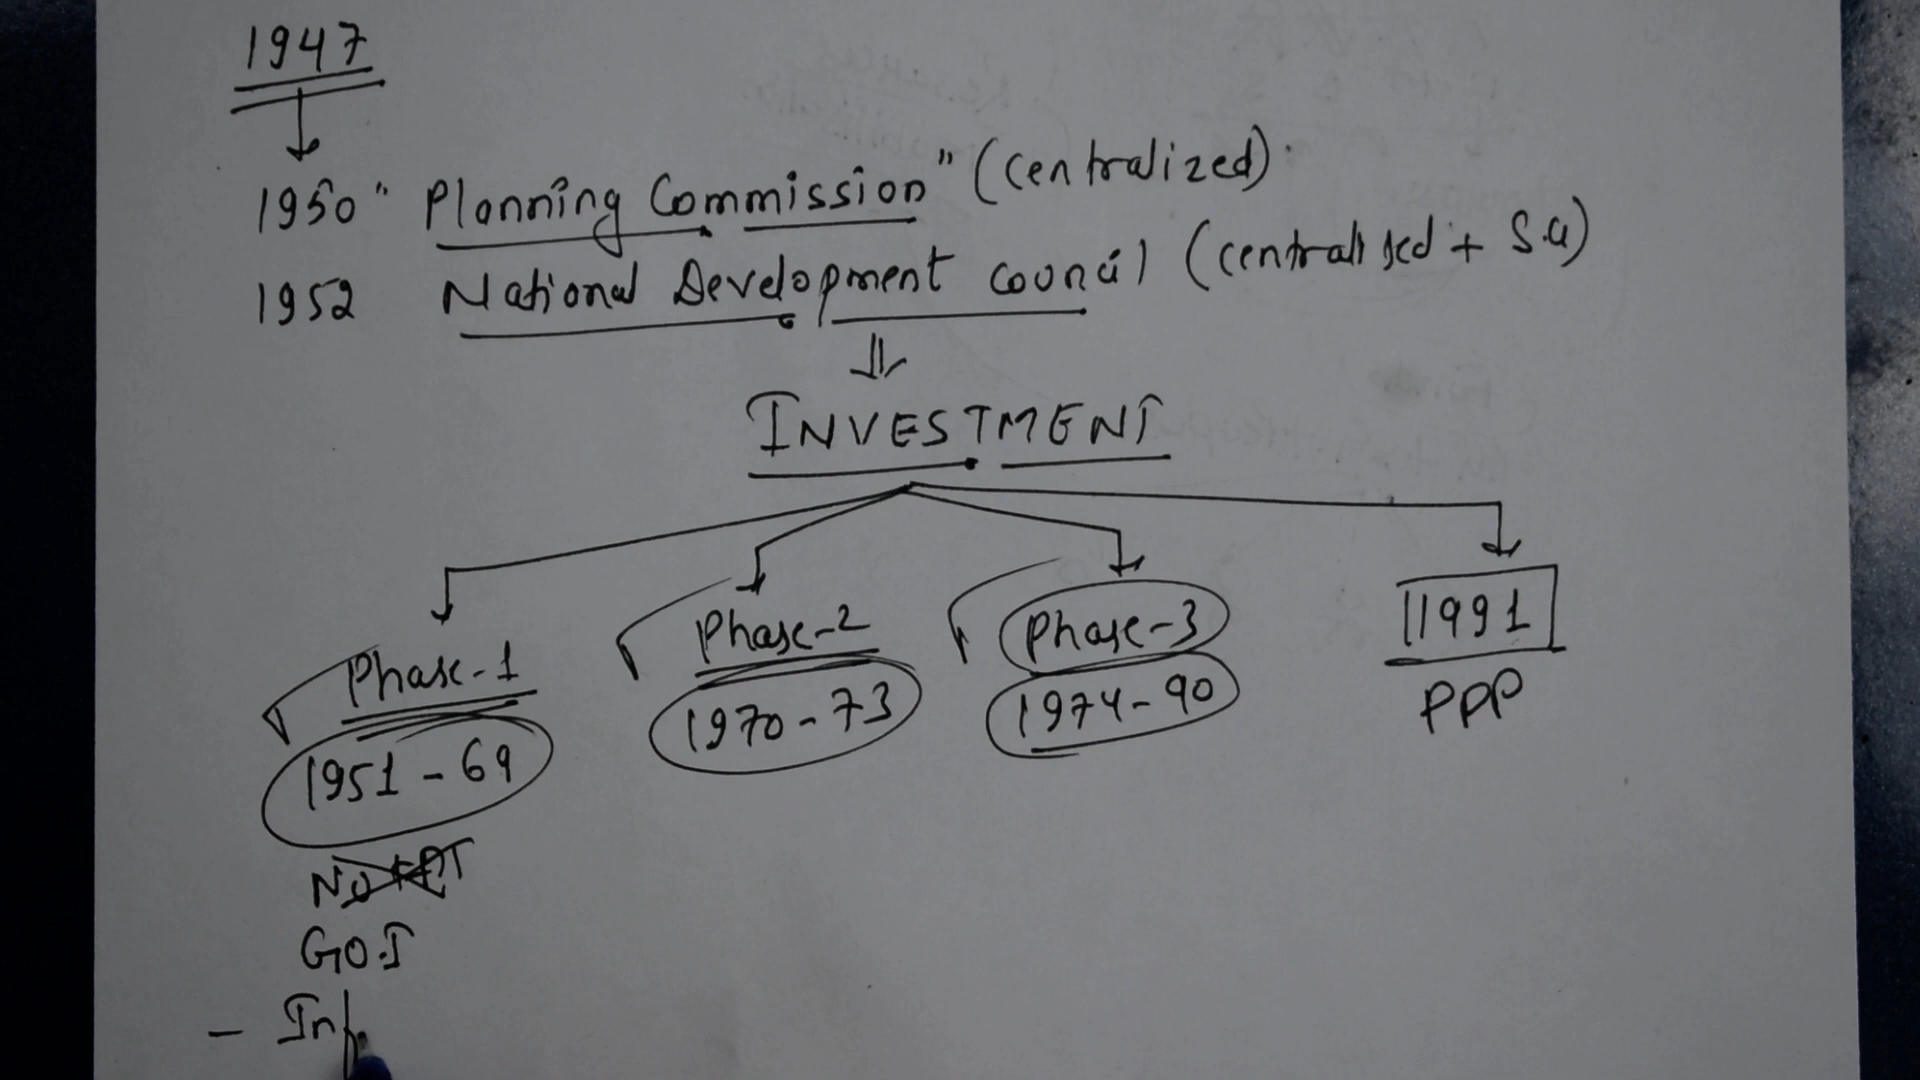 1947
1950 " Planning Commission " (Centralized)
1952 National Development Council (centralised + S.G)
INVESTMENT
Phase-1 Phase-2 Phase-3 1991
1951-69 1970-73 1974-90 PPP
NO
G.O.I
- Inf